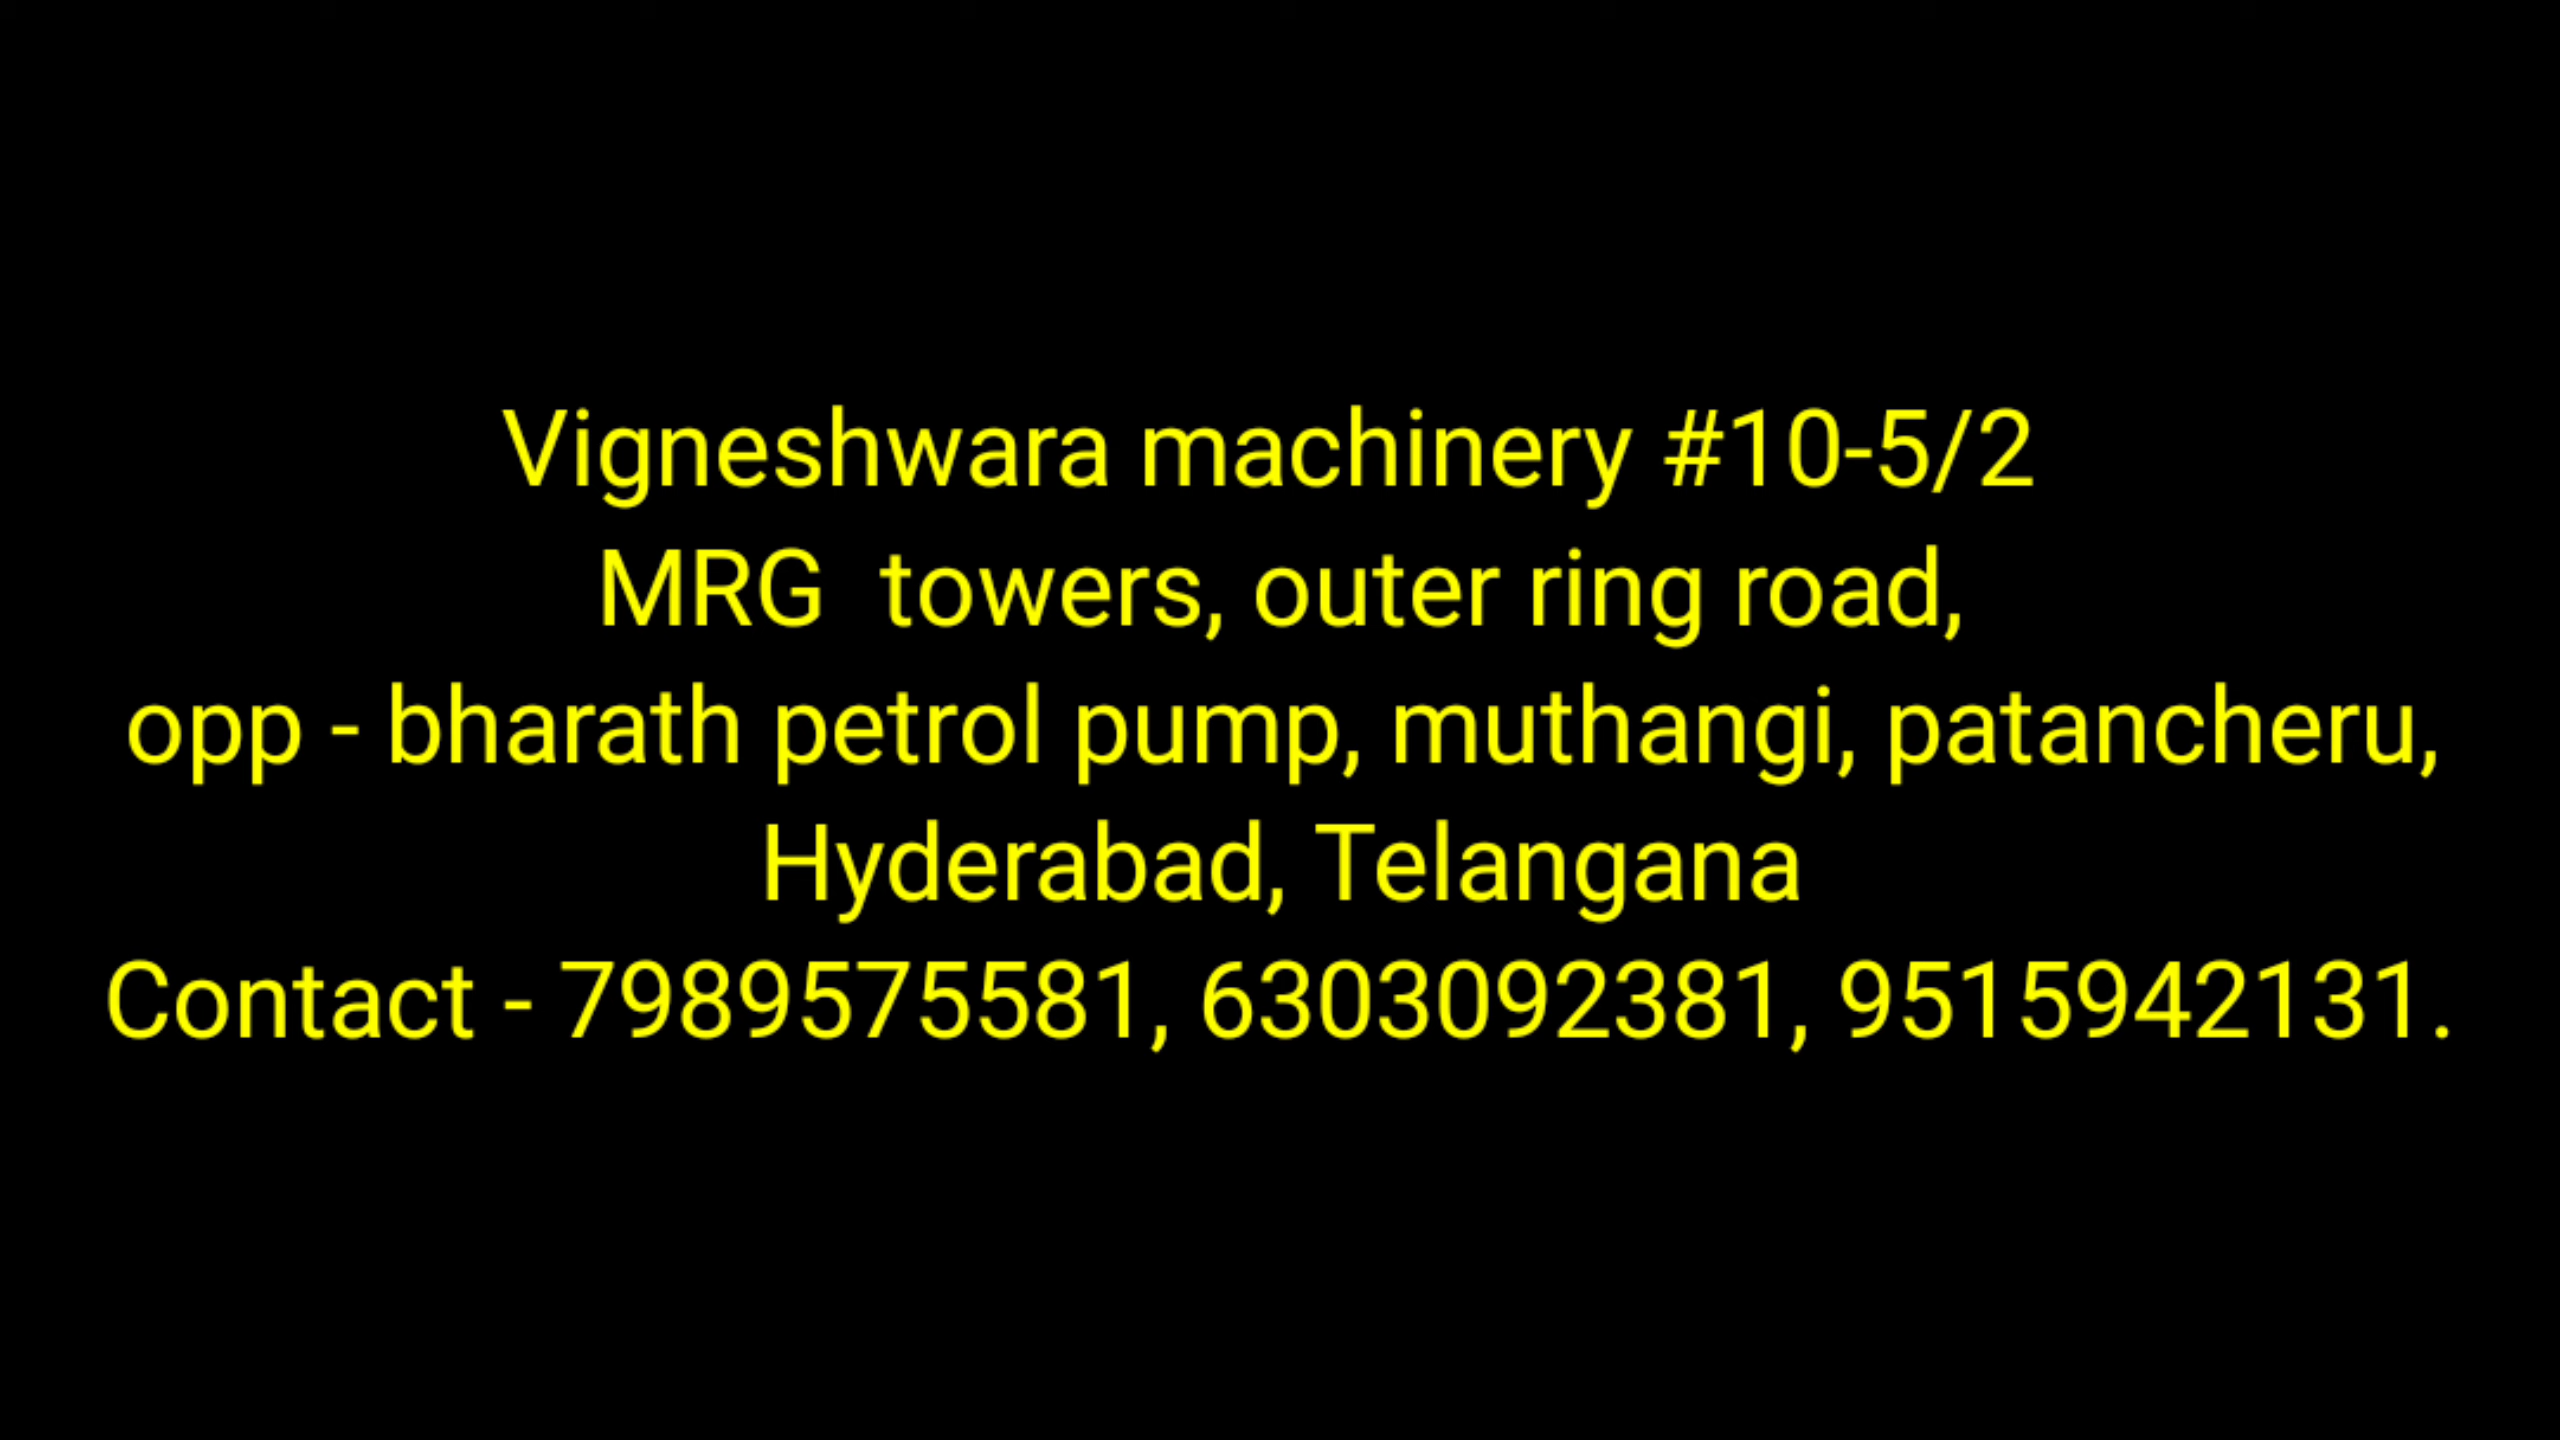 Vigneshwara machinery #10-5/2
MRG  towers, outer ring road,
opp - bharath petrol pump, muthangi, patancheru,
Hyderabad, Telangana
Contact - 7989575581, 6303092381, 9515942131.